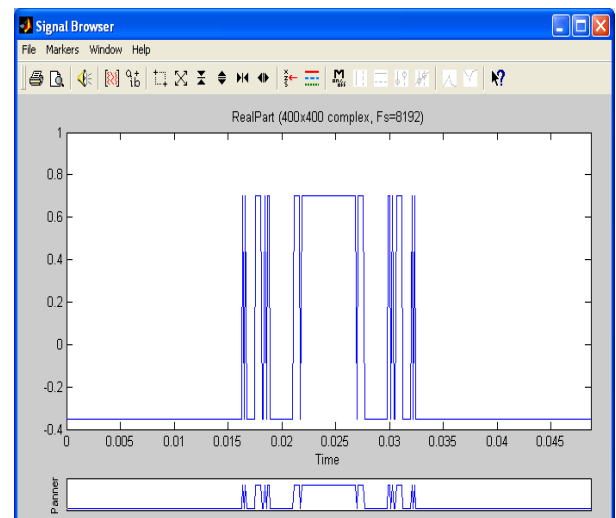 Signal Browser
File Markers Window Help
RealPart (400x400 complex, Fs=8192)
1
0.8
0.6
0.4
0.2
0
-0.2
-0.4
0 0.005 0.01 0.015 0.02 0.025 0.03 0.035 0.04 0.045
Time
Panner